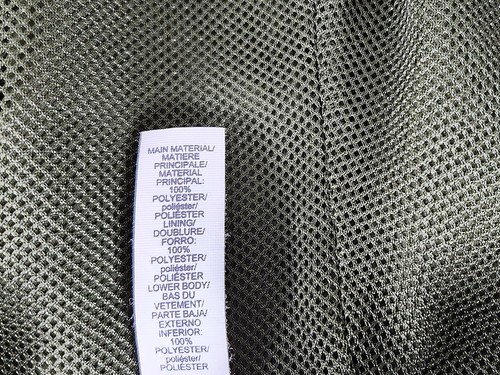 MAIN MATERIAL/
MATIERE
PRINCIPALE/
MATERIAL
PRINCIPAL:
100%
POLYESTER/
poliéster/
POLIÉSTER
LINING/
DOUBLURE/
FORRO:
100%
POLYESTER/
poliéster/
POLIÉSTER
LOWER BODY/
BAS DU
VETEMENT/
PARTE BAJA/
EXTERNO
INFERIOR:
100%
POLYESTER/
poliéster/
POLIÉSTER